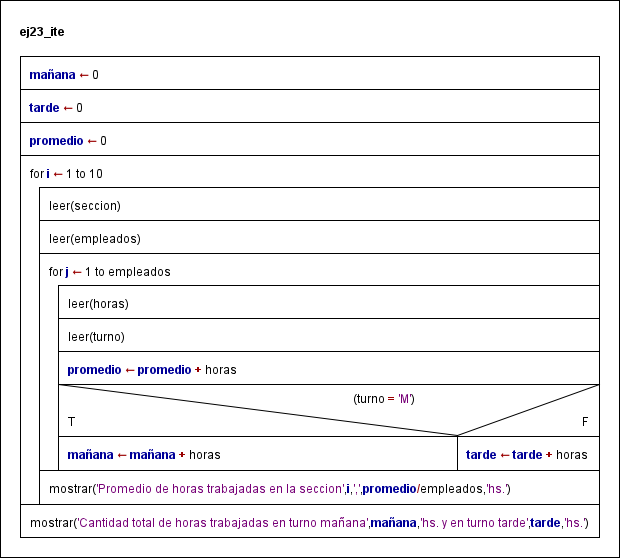 ej23_ite
mañana ← 0
tarde ← 0
promedio ← 0
for i ← 1 to 10
leer(seccion)
leer(empleados)
for j ← 1 to empleados
leer(horas)
leer(turno)
promedio ← promedio + horas
(turno = 'M')
T F
mañana ← mañana + horas tarde ← tarde + horas
mostrar('Promedio de horas trabajadas en la seccion',i,',',promedio/empleados,'hs.')
mostrar('Cantidad total de horas trabajadas en turno mañana',mañana,'hs. y en turno tarde',tarde,'hs.')